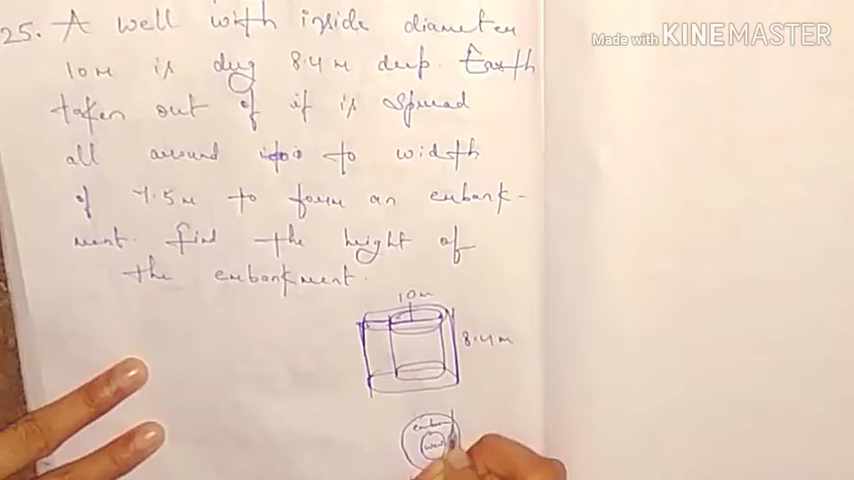 25. A well with inside diameter
10m is dug 8.4m deep. Earth
taken out of it is spread
all around to width
of 7.5m to form an embank-
ment. find the height of
the embankment.
10m
8.4m
well
Made with KINEMASTER